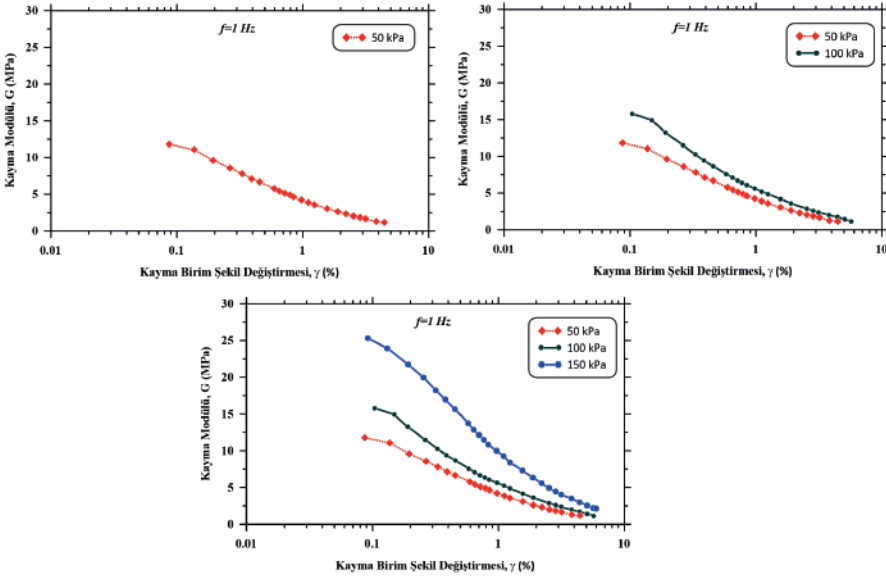 30
25
20
15
10
5
0
Kayma Modülü, G (MPa)
f=1 Hz
50 kPa
0.01
0.1
1
10
Kayma Birim Şekil Değiştirmesi, γ (%)
30
25
20
15
10
5
0
Kayma Modülü, G (MPa)
f=1 Hz
50 kPa
100 kPa
0.01
0.1
1
10
Kayma Birim Şekil Değiştirmesi, γ (%)
30
25
20
15
10
5
0
Kayma Modülü, G (MPa)
f=1 Hz
50 kPa
100 kPa
150 kPa
0.01
0.1
1
10
Kayma Birim Şekil Değiştirmesi, γ (%)